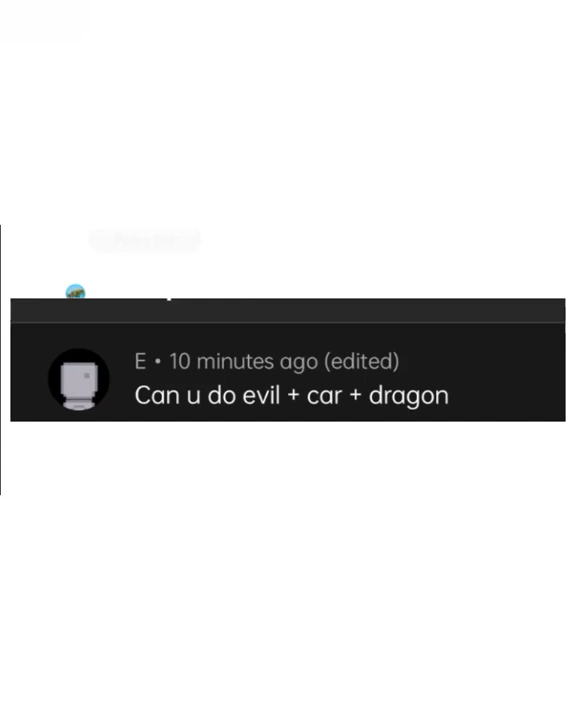 E • 10 minutes ago (edited)
Can u do evil + car + dragon